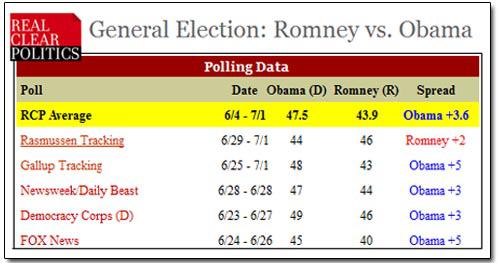 REAL
CLEAR
POLITICS
General Election: Romney vs. Obama
Polling Data
Poll Date Obama (D) Romney (R) Spread
RCP Average 6/4 - 7/1 47.5 43.9 Obama +3.6
Rasmussen Tracking 6/29 - 7/1 44 46 Romney +2
Gallup Tracking 6/25 - 7/1 48 43 Obama +5
Newsweek/Daily Beast 6/28 - 6/28 47 44 Obama +3
Democracy Corps (D) 6/23 - 6/27 49 46 Obama +3
FOX News 6/24 - 6/26 45 40 Obama +5